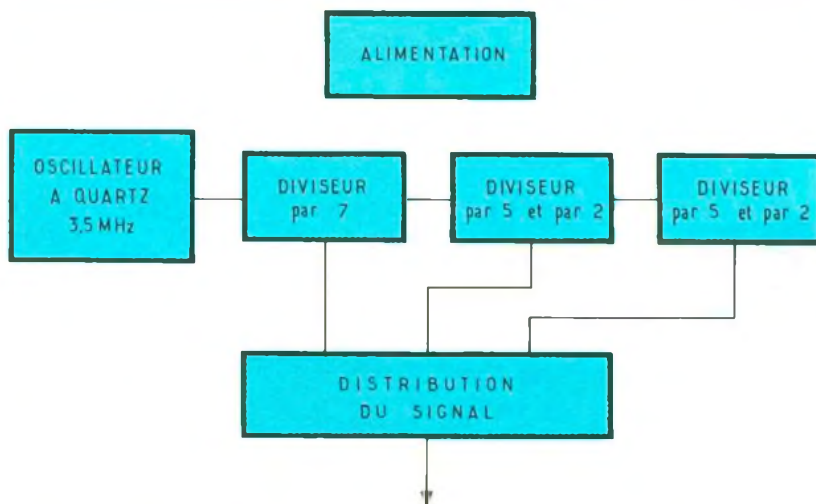 ALIMENTATION
OSCILLATEUR
A QUARTZ
3,5 MHz
DIVISEUR
par 7
DIVISEUR
par 5 et par 2
DIVISEUR
par 5 et par 2
DISTRIBUTION
DU SIGNAL